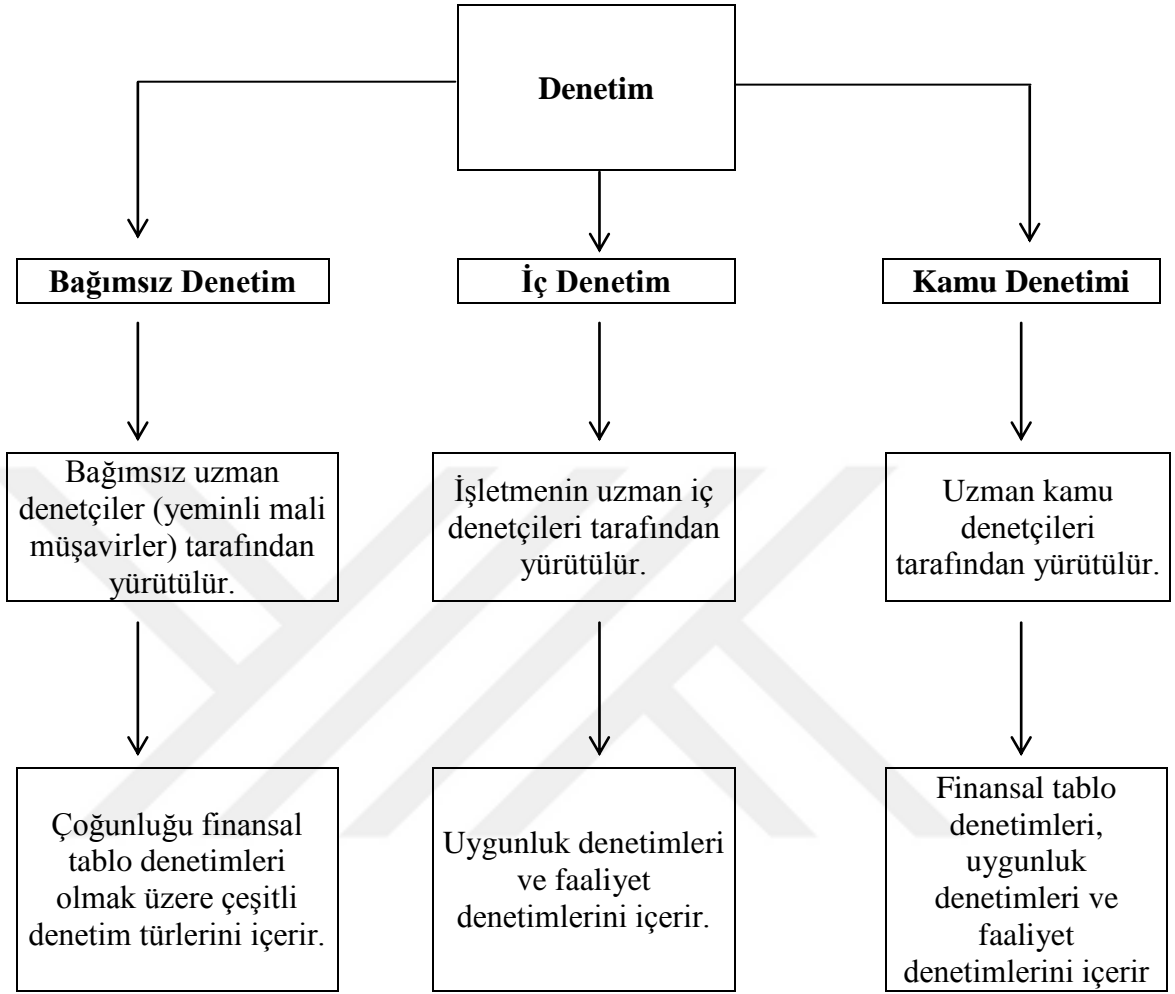 Denetim
Bağımsız Denetim
İç Denetim
Kamu Denetimi
Bağımsız uzman
denetçiler (yeminli mali
müşavirler) tarafından
yürütülür.
İşletmenin uzman iç
denetçileri tarafından
yürütülür.
Uzman kamu
denetçileri
tarafından yürütülür.
Çoğunluğu finansal
tablo denetimleri
olmak üzere çeşitli
denetim türlerini içerir.
Uygunluk denetimleri
ve faaliyet
denetimlerini içerir.
Finansal tablo
denetimleri,
uygunluk
denetimleri ve
faaliyet
denetimlerini içerir